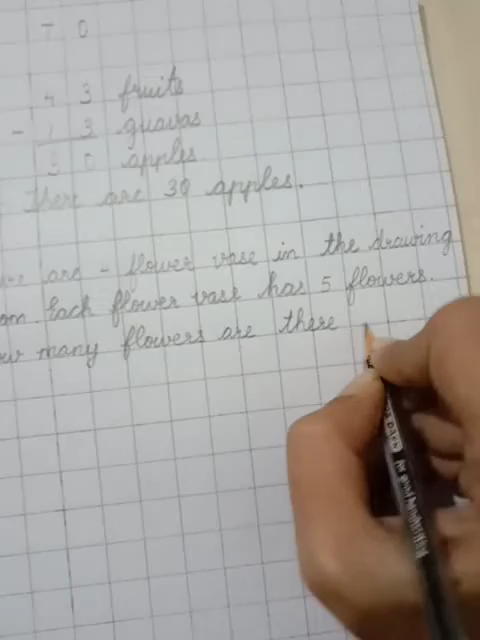 7 0
4 3 fruits
- 1 3 guavas
3 0 apples
There are 30 apples.
are - flower vase in the drawing
Each flower vase has 5 flowers.
many flowers are there